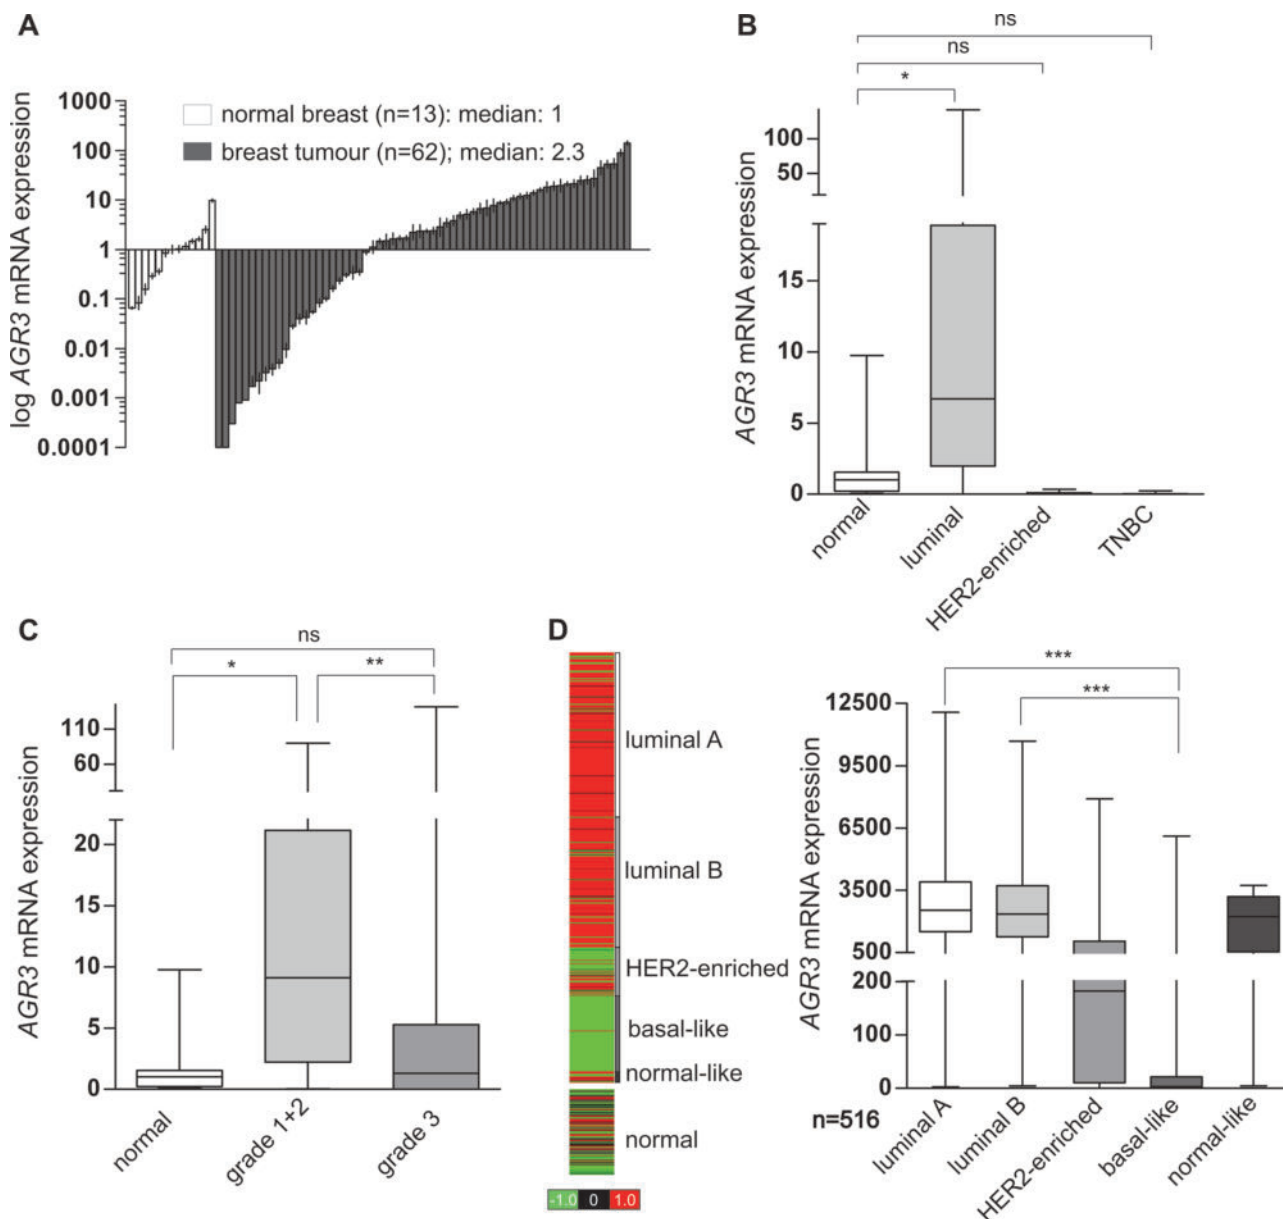 A
log AGR3 mRNA expression
1000
100
10
1
0.1
0.01
0.001
0.0001
normal breast (n=13): median: 1
breast tumour (n=62); median: 2.3
B
ns
ns
*
AGR3 mRNA expression
100
50
15
10
5
0
normal
luminal
HER2-enriched
TNBC
C
ns
*
**
AGR3 mRNA expression
110
60
20
15
10
5
0
normal
grade 1+2
grade 3
D
luminal A
luminal B
HER2-enriched
basal-like
normal-like
normal
-1.0 0 1.0
***
***
AGR3 mRNA expression
12500
9500
6500
3500
500
200
100
0
n=516
luminal A
luminal B
HER2-enriched
basal-like
normal-like